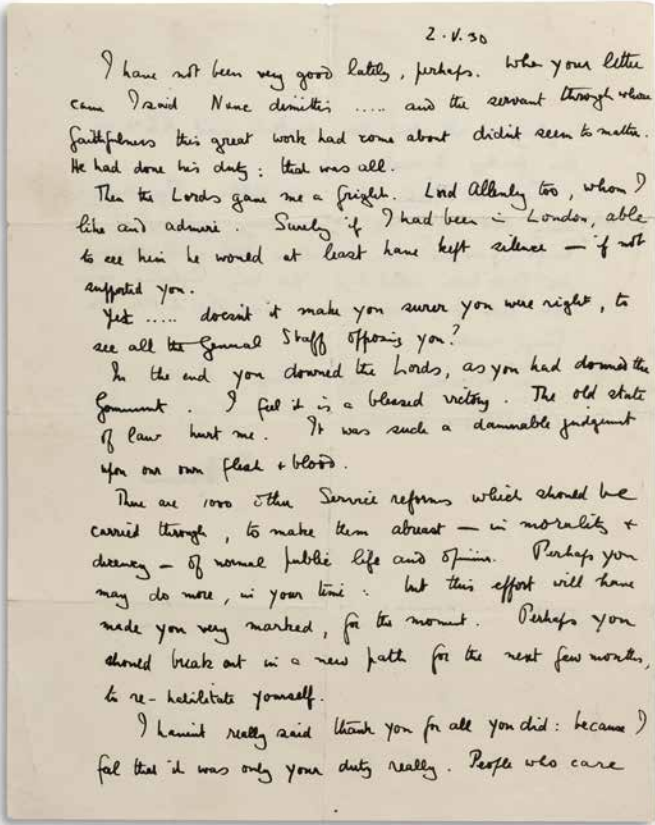 2.V.30
I have not been very good lately, perhaps. When your letter
came I said Nunc dimittis ..... and the servant through whose
faithfulness this great work had come about didn't seem to matter.
He had done his duty: that was all.
Then the Lords gave me a fright. Lord Allenby too, whom I
like and admire. Surely if I had been in London, able
to see him he would at least have kept silence — if not
supported you.
Yet ..... doesn't it make you surer you were right, to
see all the General Staff opposing you?
In the end you downed the Lords, as you had downed the
Government. I feel it is a blessed victory. The old state
of law hurt me. It was such a damnable judgment
upon our own flesh + blood.
There are 1000 other Service reforms which should be
carried through, to make them abreast — in morality +
decency — of normal public life and opinion. Perhaps you
may do more, in your time: but this effort will have
made you very marked, for the moment. Perhaps you
should break out in a new path for the next few months,
to re-habilitate yourself.
I haven't really said thank you for all you did: because I
feel that it was only your duty really. People who care